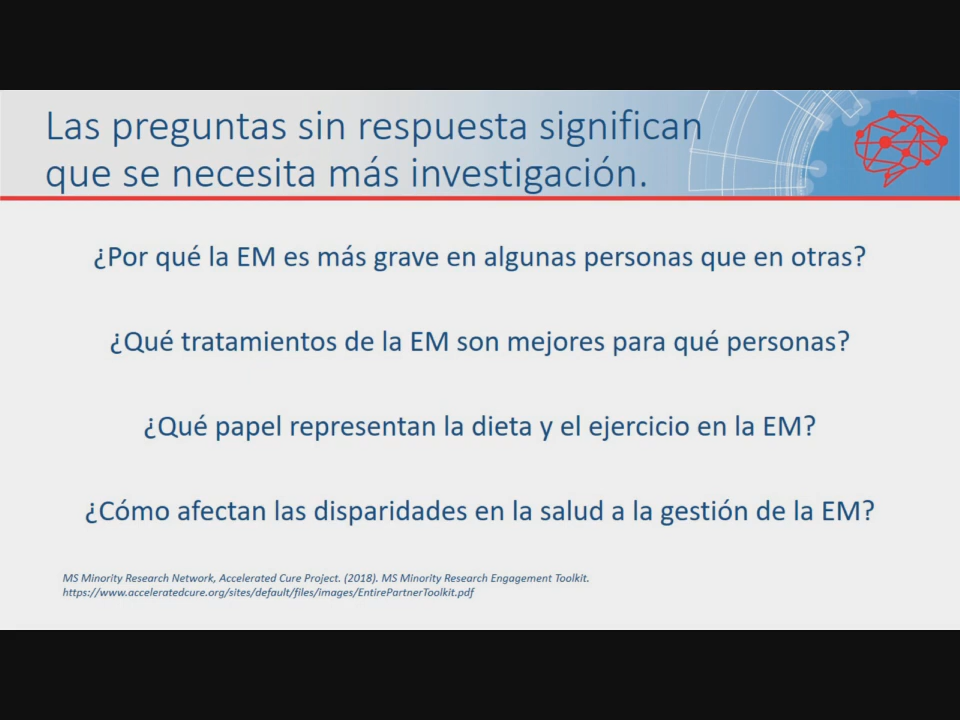 Las preguntas sin respuesta significan
que se necesita más investigación.
¿Por qué la EM es más grave en algunas personas que en otras?
¿Qué tratamientos de la EM son mejores para qué personas?
¿Qué papel representan la dieta y el ejercicio en la EM?
¿Cómo afectan las disparidades en la salud a la gestión de la EM?
MS Minority Research Network, Accelerated Cure Project. (2018). MS Minority Research Engagement Toolkit.
https://www.acceleratedcure.org/sites/default/files/images/EntirePartnerToolkit.pdf